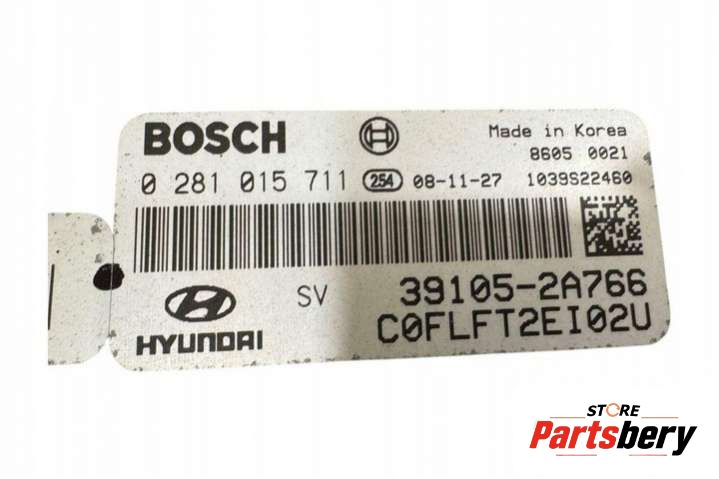 BOSCH
Made in Korea
8605 0021
0 281 015 711 254 08-11-27 1039S22460
SV 39105-2A766
HYUNDAI C0FLFT2EI02U
STORE
Partsbery